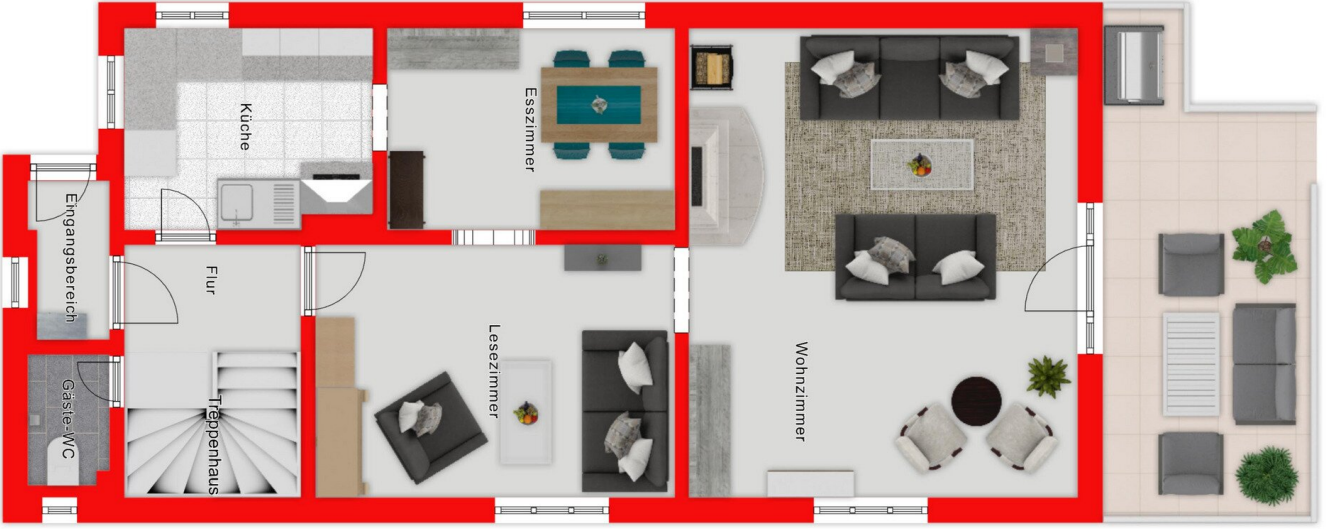 Küche
Esszimmer
Eingangsbereich
Flur
Gäste-WC
Treppenhaus
Lesezimmer
Wohnzimmer